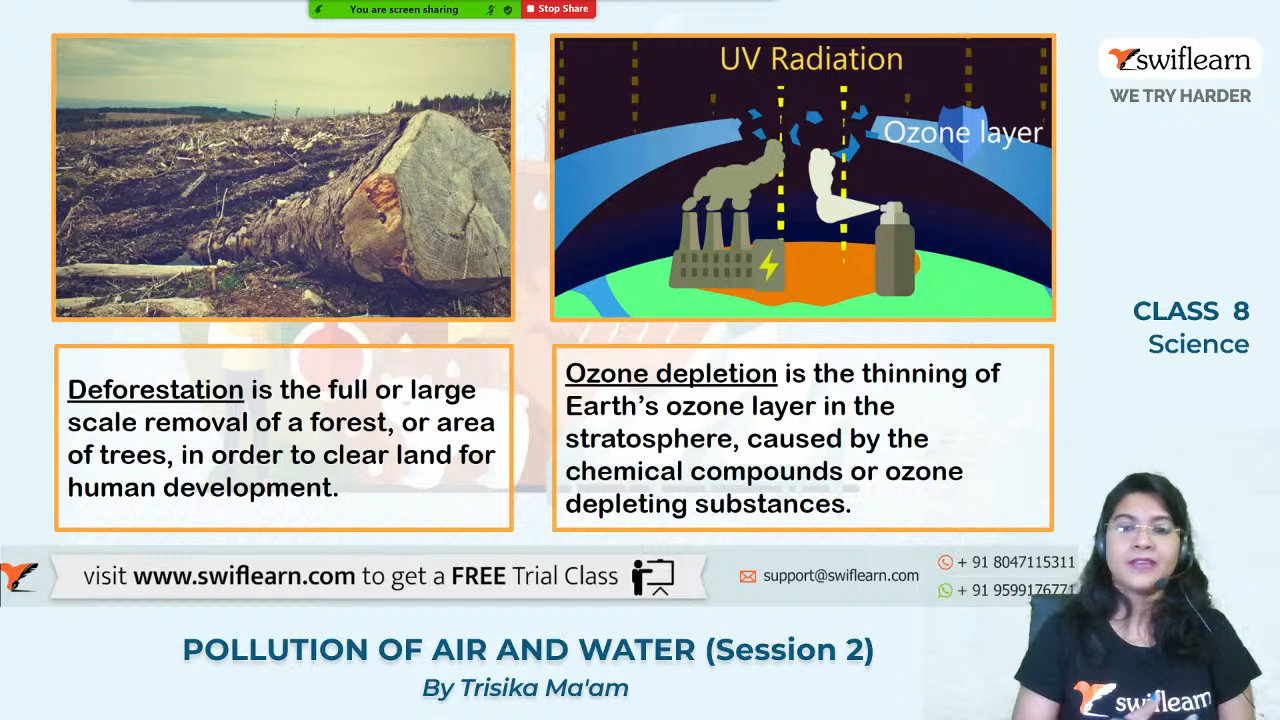 You are screen sharing
Stop Share
UV Radiation
Ozone layer
swiflearn
WE TRY HARDER
CLASS 8
Science
Deforestation is the full or large
scale removal of a forest, or area
of trees, in order to clear land for
human development.
Ozone depletion is the thinning of
Earth's ozone layer in the
stratosphere, caused by the
chemical compounds or ozone
depleting substances.
visit www.swiflearn.com to get a FREE Trial Class
support@swiflearn.com
+ 91 8047115311
+ 91 9599176771
POLLUTION OF AIR AND WATER (Session 2)
By Trisika Ma'am
swiflearn